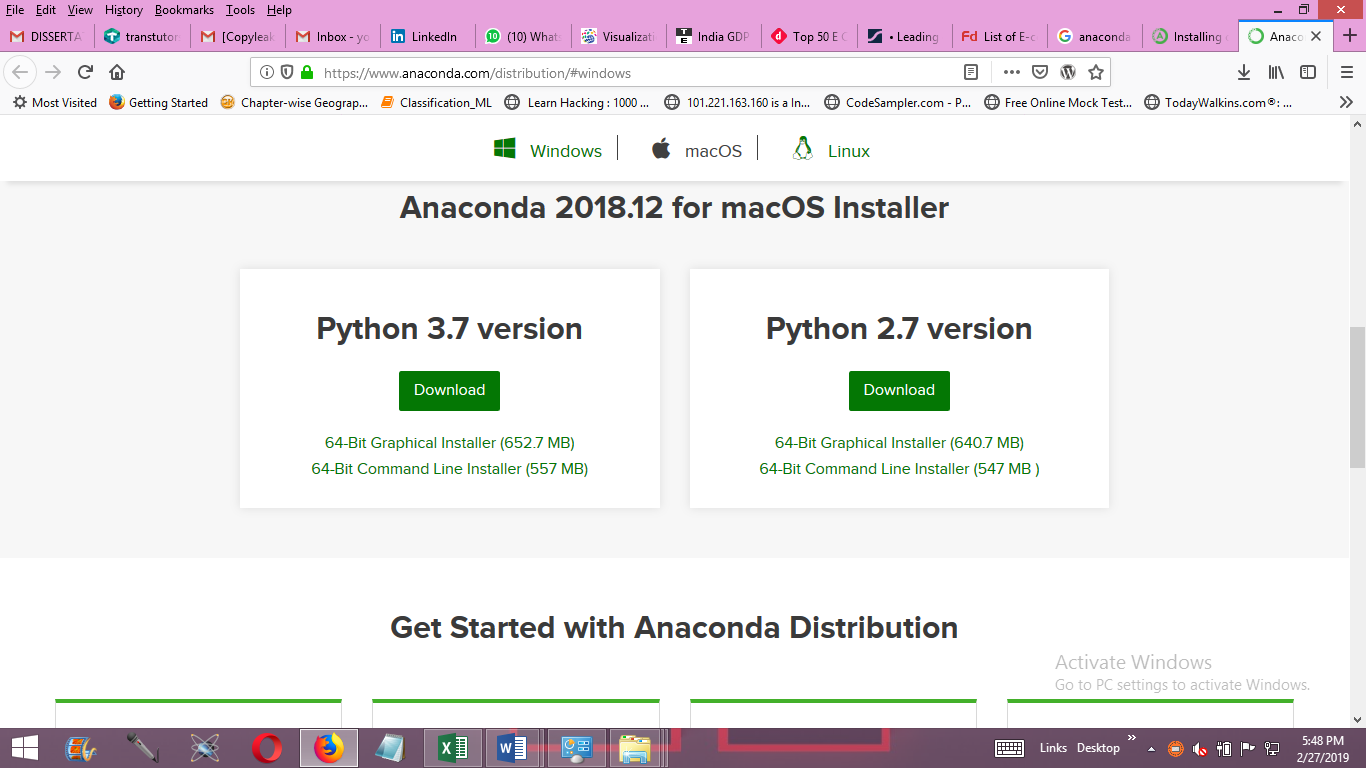 File Edit View History Bookmarks Tools Help
DISSERTA transtutor [Copyleak Inbox - yo LinkedIn (10) Whats Visualizati India GDP Top 50 E C • Leading List of E-c anaconda Installing Anaco
https://www.anaconda.com/distribution/#windows
Most Visited Getting Started Chapter-wise Geograp... Classification_ML Learn Hacking : 1000 ... 101.221.163.160 is a In... CodeSampler.com - P... Free Online Mock Test... TodayWalkins.com®: ...
Windows macOS Linux
Anaconda 2018.12 for macOS Installer
Python 3.7 version Python 2.7 version
Download Download
64-Bit Graphical Installer (652.7 MB) 64-Bit Graphical Installer (640.7 MB)
64-Bit Command Line Installer (557 MB) 64-Bit Command Line Installer (547 MB )
Get Started with Anaconda Distribution
Activate Windows
Go to PC settings to activate Windows.
Links Desktop
5:48 PM
2/27/2019